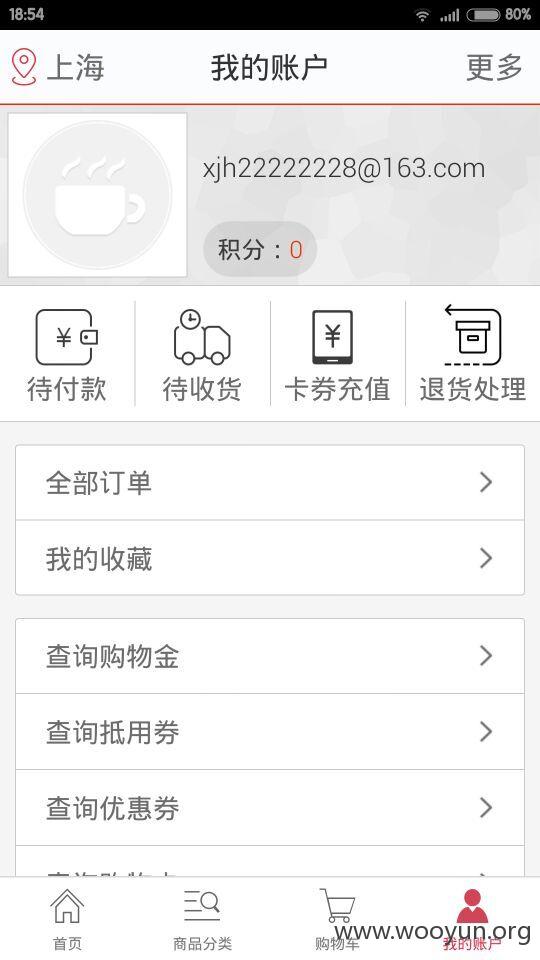 18:54 80%
上海 我的账户 更多
xjh22222228@163.com
积分：0
待付款 待收货 卡券充值 退货处理
全部订单
我的收藏
查询购物金
查询抵用券
查询优惠券
首页 商品分类 购物车 我的账户
www.wooyun.org